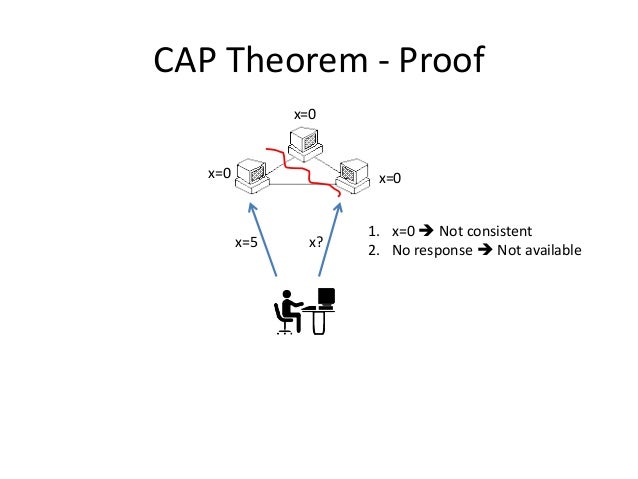 CAP Theorem - Proof
x=0
x=0
x=0
x=5
x?
1. x=0 → Not consistent
2. No response → Not available